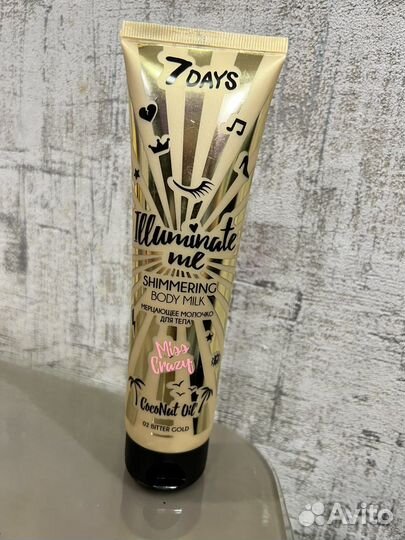 7DAYS
Illuminate
me
SHIMMERING
BODY MILK
МЕРЦАЮЩЕЕ МОЛОЧКО
ДЛЯ ТЕЛА
Miss
Crazy
CocoNut Oil
02 BITTER GOLD
Avito